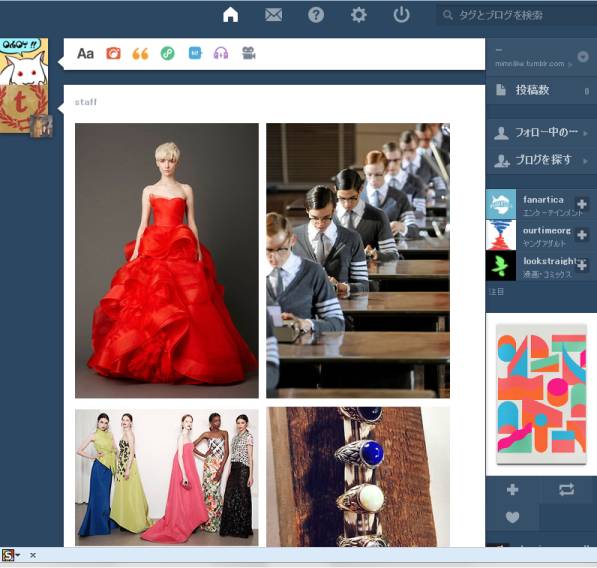 タグとブログを検索
Aa
staff
mimrike.tumblr.com
投稿数
0
フォロー中の一
ブログを探す
fanartica
エンターテインメント
ourtimeorg
ヤングアダルト
lookstraight
漫画・コミックス
注目
t